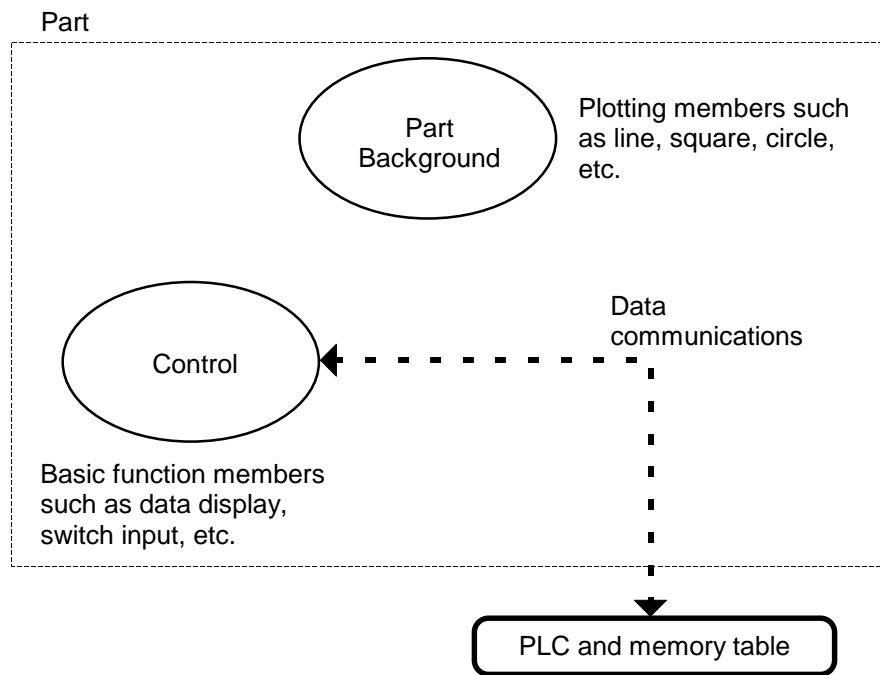 Part
Part
Background
Plotting members such
as line, square, circle,
etc.
Data
communications
Control
Basic function members
such as data display,
switch input, etc.
PLC and memory table